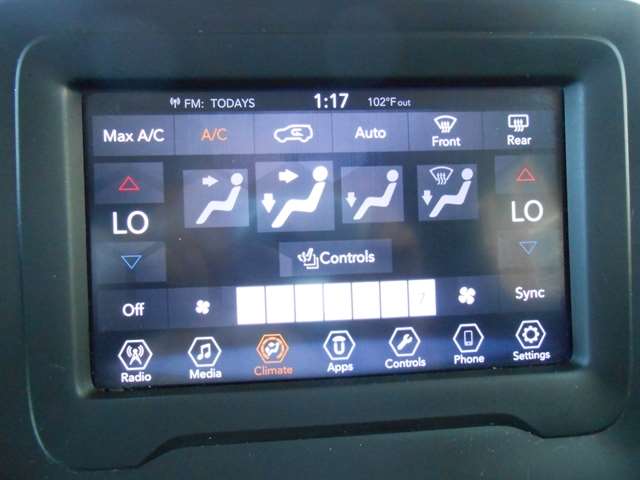 FM: TODAYS 1:17 102°F out
Max A/C A/C Auto Front Rear
LO LO
Controls
Off 7 Sync
Radio Media Climate Apps Controls Phone Settings